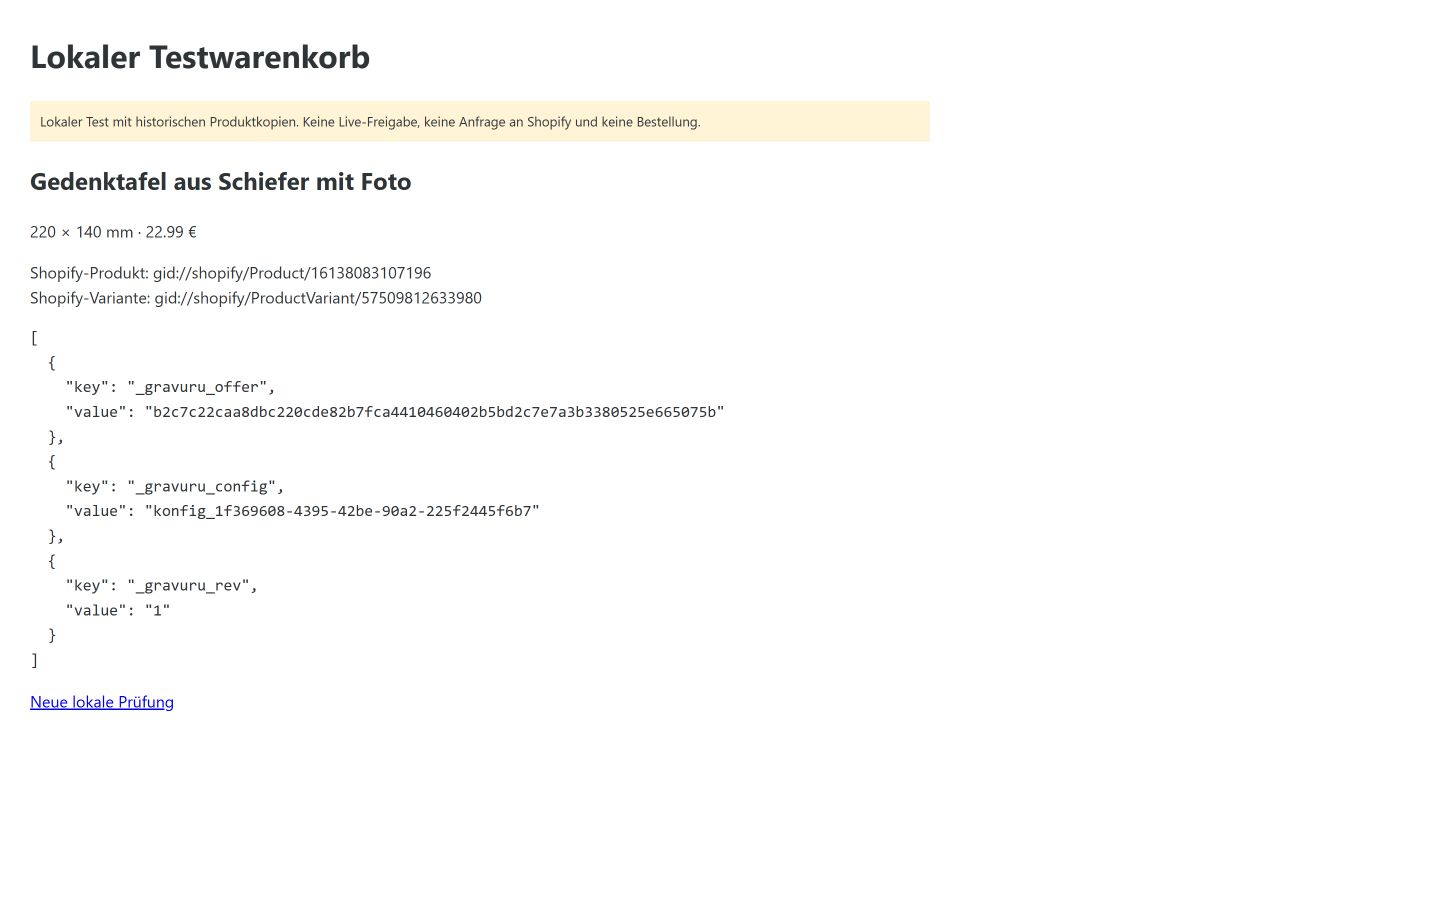 Lokaler Testwarenkorb
Lokaler Test mit historischen Produktkopien. Keine Live-Freigabe, keine Anfrage an Shopify und keine Bestellung.
Gedenktafel aus Schiefer mit Foto
220 × 140 mm · 22.99 €
Shopify-Produkt: gid://shopify/Product/16138083107196
Shopify-Variante: gid://shopify/ProductVariant/57509812633980
[
  {
    "key": "_gravuru_offer",
    "value": "b2c7c22caa8dbc220cde82b7fca4410460402b5bd2c7e7a3b3380525e665075b"
  },
  {
    "key": "_gravuru_config",
    "value": "konfig_1f369608-4395-42be-90a2-225f2445f6b7"
  },
  {
    "key": "_gravuru_rev",
    "value": "1"
  }
]
Neue lokale Prüfung